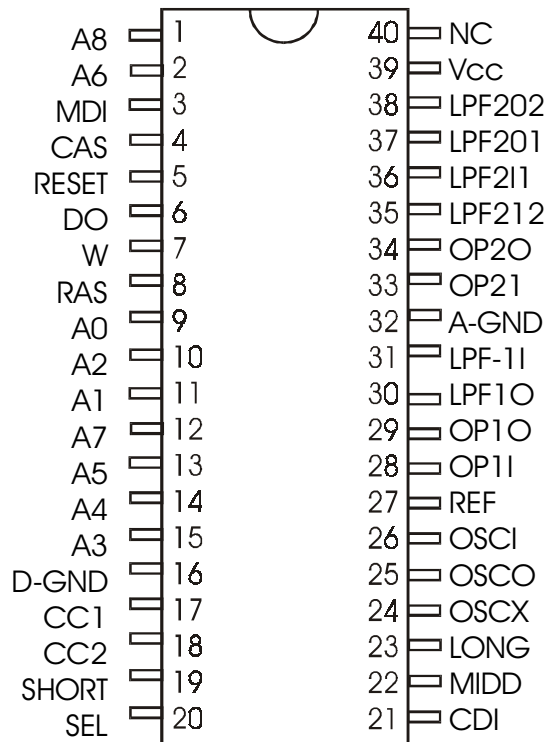 A8 1 40 NC
A6 2 39 Vcc
MDI 3 38 LPF202
CAS 4 37 LPF201
RESET 5 36 LPF2I1
DO 6 35 LPF212
W 7 34 OP2O
RAS 8 33 OP21
A0 9 32 A-GND
A2 10 31 LPF-1I
A1 11 30 LPF1O
A7 12 29 OP1O
A5 13 28 OP1I
A4 14 27 REF
A3 15 26 OSCI
D-GND 16 25 OSCO
CC1 17 24 OSCX
CC2 18 23 LONG
SHORT 19 22 MIDD
SEL 20 21 CDI